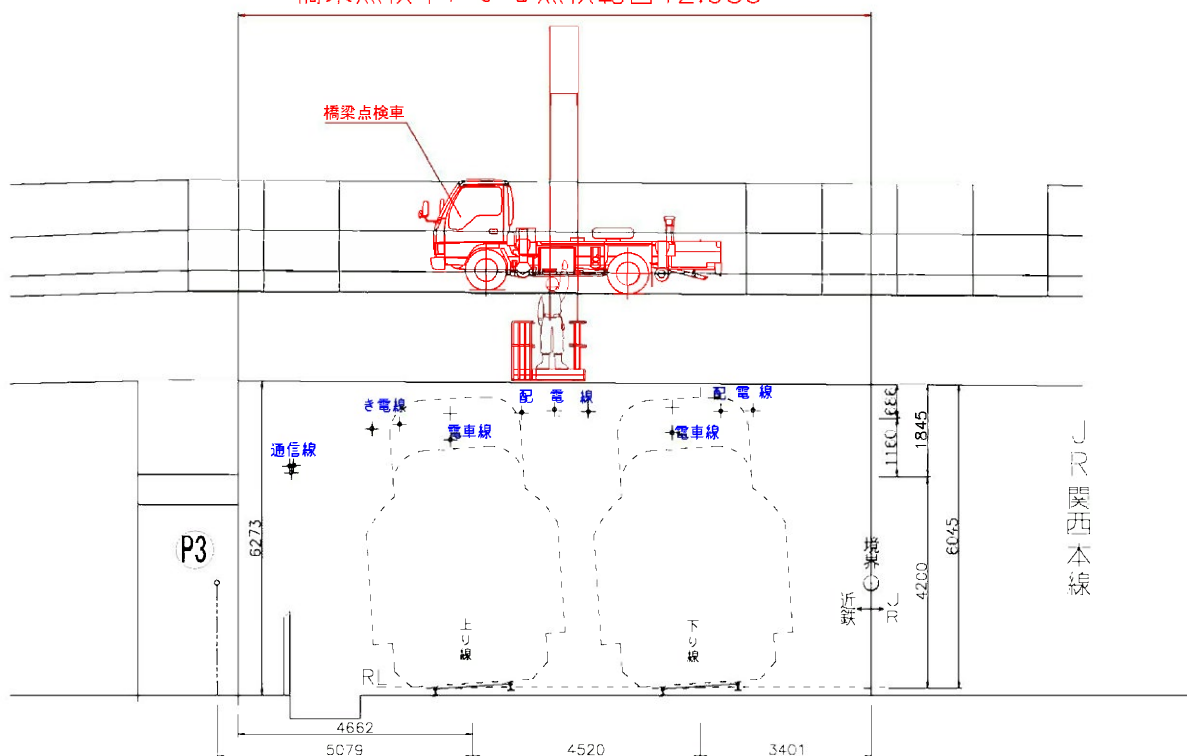 橋梁点検車
き電線
配電線
配電線
電車線
電車線
通信線
686
1160
1845
JR関西本線
P3
6273
境界
6045
4200
近鉄
JR
上り線
下り線
RL
4662
5079
4520
3401